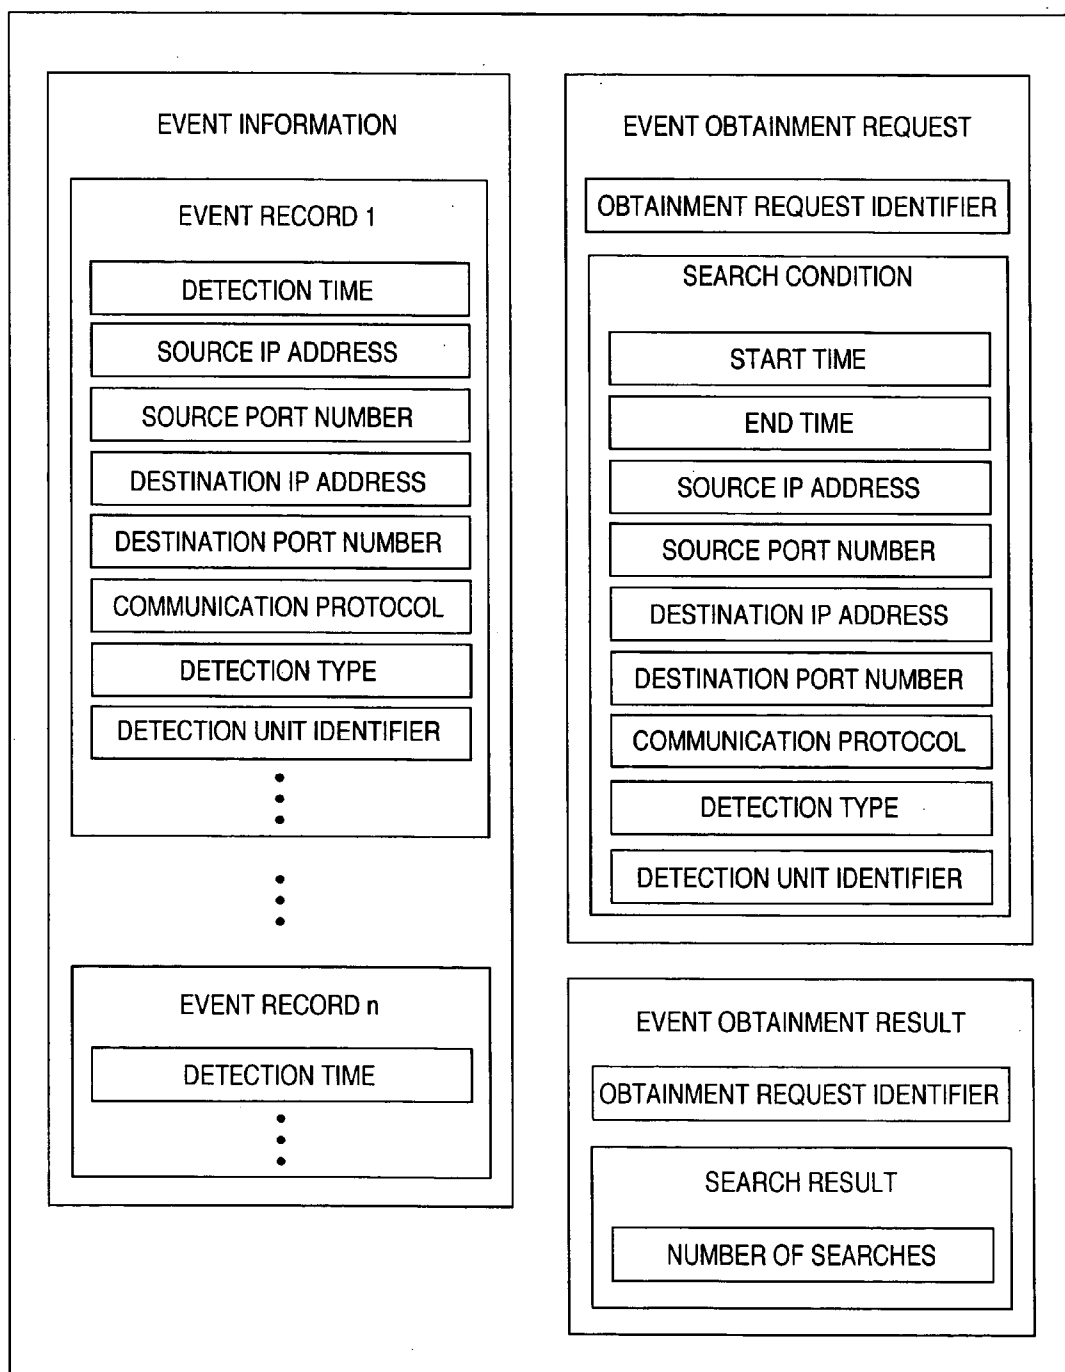 EVENT INFORMATION
EVENT RECORD 1
DETECTION TIME
SOURCE IP ADDRESS
SOURCE PORT NUMBER
DESTINATION IP ADDRESS
DESTINATION PORT NUMBER
COMMUNICATION PROTOCOL
DETECTION TYPE
DETECTION UNIT IDENTIFIER
EVENT RECORD n
DETECTION TIME
EVENT OBTAINMENT REQUEST
OBTAINMENT REQUEST IDENTIFIER
SEARCH CONDITION
START TIME
END TIME
SOURCE IP ADDRESS
SOURCE PORT NUMBER
DESTINATION IP ADDRESS
DESTINATION PORT NUMBER
COMMUNICATION PROTOCOL
DETECTION TYPE
DETECTION UNIT IDENTIFIER
EVENT OBTAINMENT RESULT
OBTAINMENT REQUEST IDENTIFIER
SEARCH RESULT
NUMBER OF SEARCHES